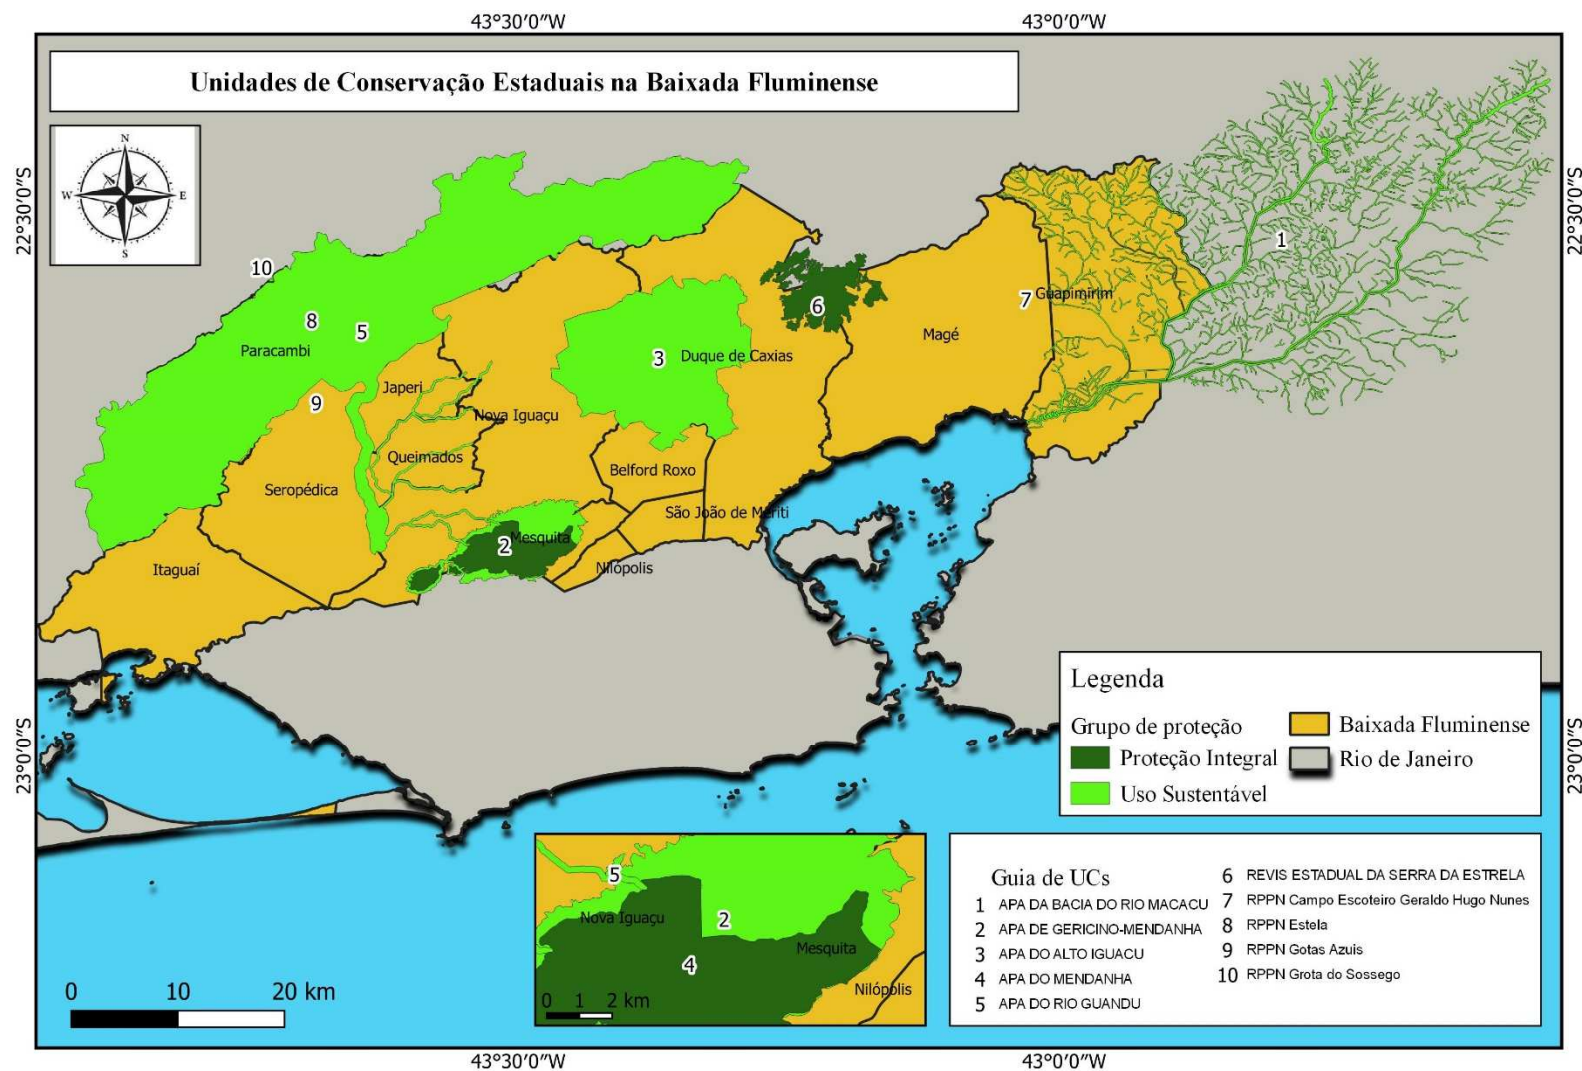 43°30'0"W 43°0'0"W
Unidades de Conservação Estaduais na Baixada Fluminense
N
W E
S
22°30'0"S 22°30'0"S
1
10
6
7 Guapimirim
8
5
Magé
Paracambi
3 Duque de Caxias
Japeri
9
Nova Iguaçu
Queimados
Belford Roxo
Seropédica
São João de Meriti
2 Mesquita
Itaguaí
Nilópolis
23°0'0"S 23°0'0"S
Legenda
Grupo de proteção
Proteção Integral
Uso Sustentável
Baixada Fluminense
Rio de Janeiro
5
Nova Iguaçu
2
Mesquita
4
Nilópolis
0 1 2 km
0 10 20 km
Guia de UCs
1 APA DA BACIA DO RIO MACACU
2 APA DE GERICINO-MENDANHA
3 APA DO ALTO IGUACU
4 APA DO MENDANHA
5 APA DO RIO GUANDU
6 REVIS ESTADUAL DA SERRA DA ESTRELA
7 RPPN Campo Escoteiro Geraldo Hugo Nunes
8 RPPN Estela
9 RPPN Gotas Azuis
10 RPPN Grota do Sossego
43°30'0"W 43°0'0"W